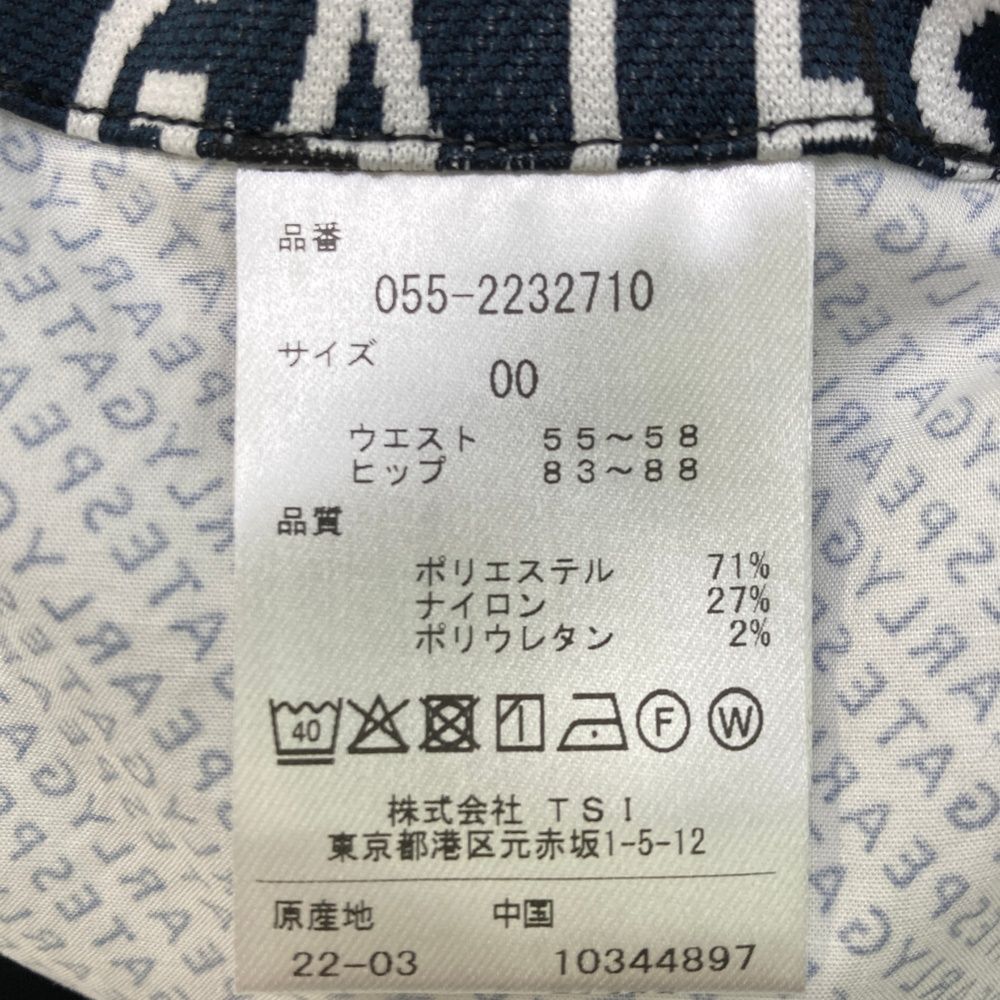 品番
055-2232710
サイズ
00
ウエスト 55～58
ヒップ 83～88
品質
ポリエステル 71%
ナイロン 27%
ポリウレタン 2%
40
F
W
株式会社 TSI
東京都港区元赤坂1-5-12
原産地 中国
22-03 10344897